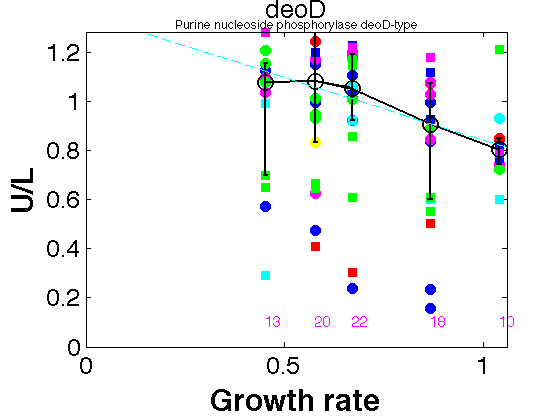 deoD
Purine nucleoside phosphorylase deoD-type
1.2
1
0.8
0.6
0.4
0.2
0
U/L
13 20 22 18 10
0 0.5 1
Growth rate